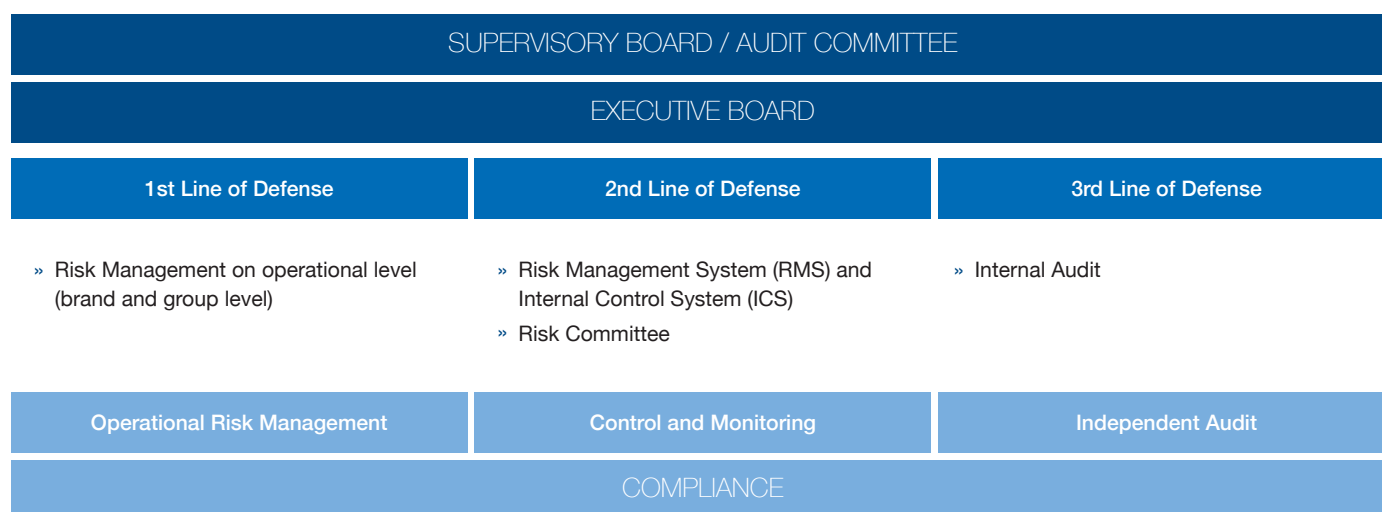 SUPERVISORY BOARD / AUDIT COMMITTEE
EXECUTIVE BOARD
1st Line of Defense
2nd Line of Defense
3rd Line of Defense
» Risk Management on operational level
(brand and group level)
» Risk Management System (RMS) and
Internal Control System (ICS)
» Risk Committee
» Internal Audit
Operational Risk Management
Control and Monitoring
Independent Audit
COMPLIANCE